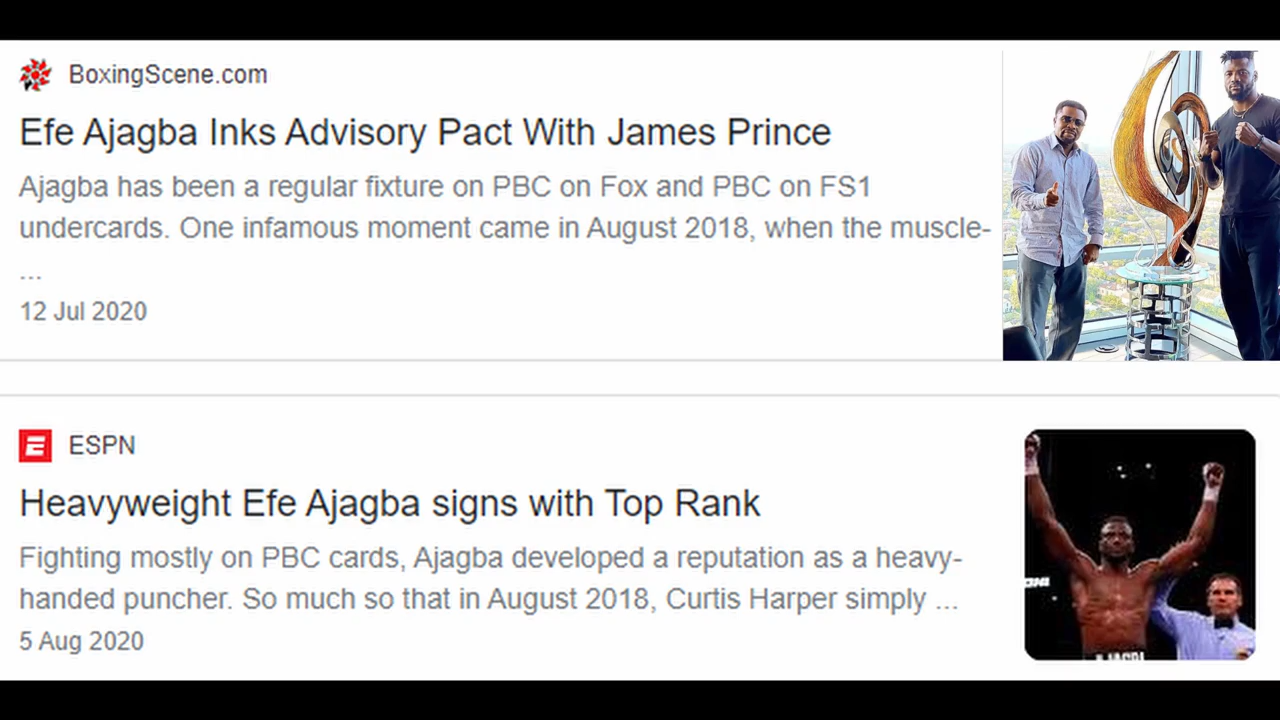 BoxingScene.com
Efe Ajagba Inks Advisory Pact With James Prince
Ajagba has been a regular fixture on PBC on Fox and PBC on FS1
undercards. One infamous moment came in August 2018, when the muscle-
...
12 Jul 2020
ESPN
Heavyweight Efe Ajagba signs with Top Rank
Fighting mostly on PBC cards, Ajagba developed a reputation as a heavy-
handed puncher. So much so that in August 2018, Curtis Harper simply ...
5 Aug 2020